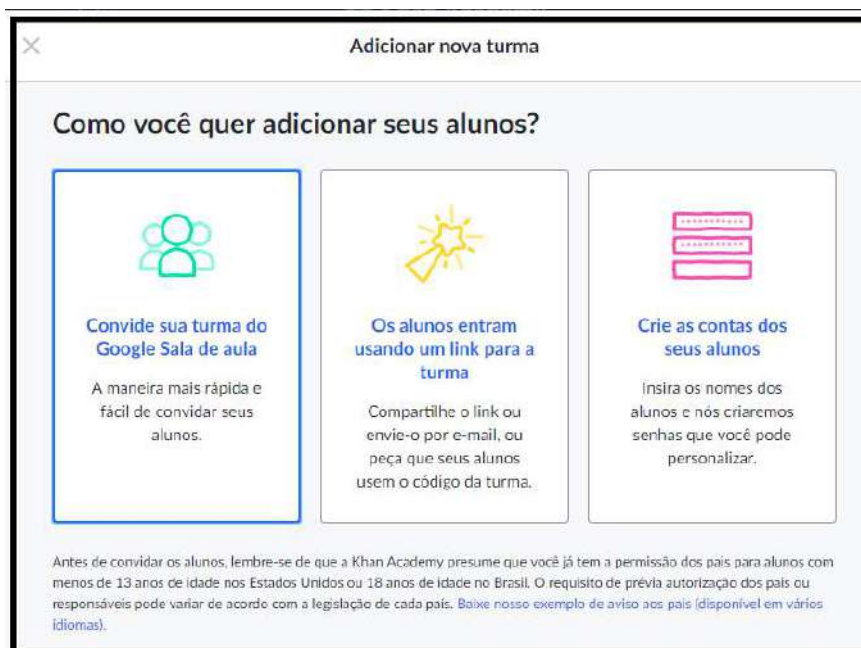 Adicionar nova turma
Como você quer adicionar seus alunos?
Convide sua turma do
Google Sala de aula
A maneira mais rápida e
fácil de convidar seus
alunos.
Os alunos entram
usando um link para a
turma
Compartilhe o link ou
envie-o por e-mail, ou
peça que seus alunos
usem o código da turma.
Crie as contas dos
seus alunos
Insira os nomes dos
alunos e nós criaremos
senhas que você pode
personalizar.
Antes de convidar os alunos, lembre-se de que a Khan Academy presume que você já tem a permissão dos pais para alunos com
menos de 13 anos de idade nos Estados Unidos ou 18 anos de idade no Brasil. O requisito de prévia autorização dos pais ou
responsáveis pode variar de acordo com a legislação de cada país. Baixe nosso exemplo de aviso aos pais (disponível em vários
idiomas).